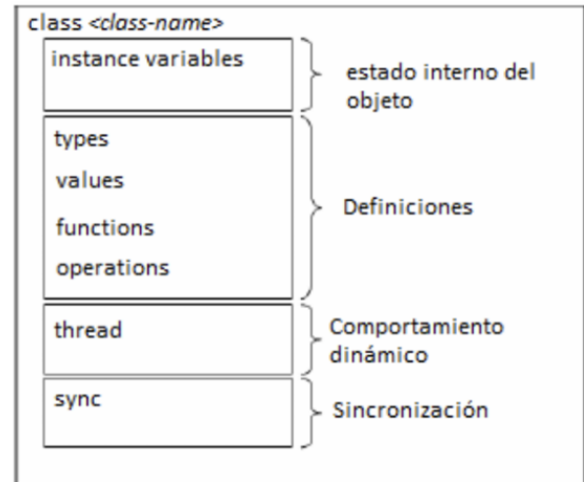 class <class-name>
instance variables
estado interno del
objeto
types
values
functions
operations
Definiciones
thread
Comportamiento
dinámico
sync
Sincronización